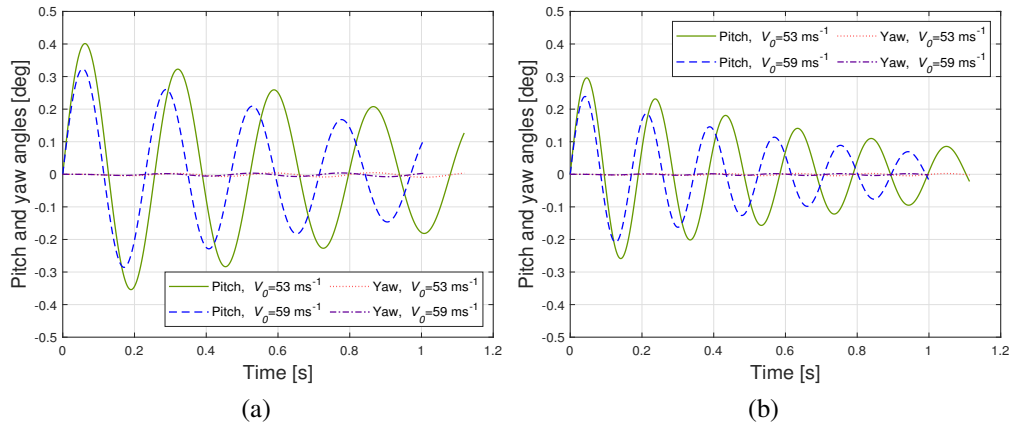 0.5
0.4
0.3
0.2
0.1
0
-0.1
-0.2
-0.3
-0.4
-0.5
Pitch and yaw angles [deg]
Pitch, V₀=53 ms⁻¹ Yaw, V₀=53 ms⁻¹
Pitch, V₀=59 ms⁻¹ Yaw, V₀=59 ms⁻¹
0 0.2 0.4 0.6 0.8 1 1.2
Time [s]
(a)
0.5
0.4
0.3
0.2
0.1
0
-0.1
-0.2
-0.3
-0.4
-0.5
Pitch and yaw angles [deg]
Pitch, V₀=53 ms⁻¹ Yaw, V₀=53 ms⁻¹
Pitch, V₀=59 ms⁻¹ Yaw, V₀=59 ms⁻¹
0 0.2 0.4 0.6 0.8 1 1.2
Time [s]
(b)